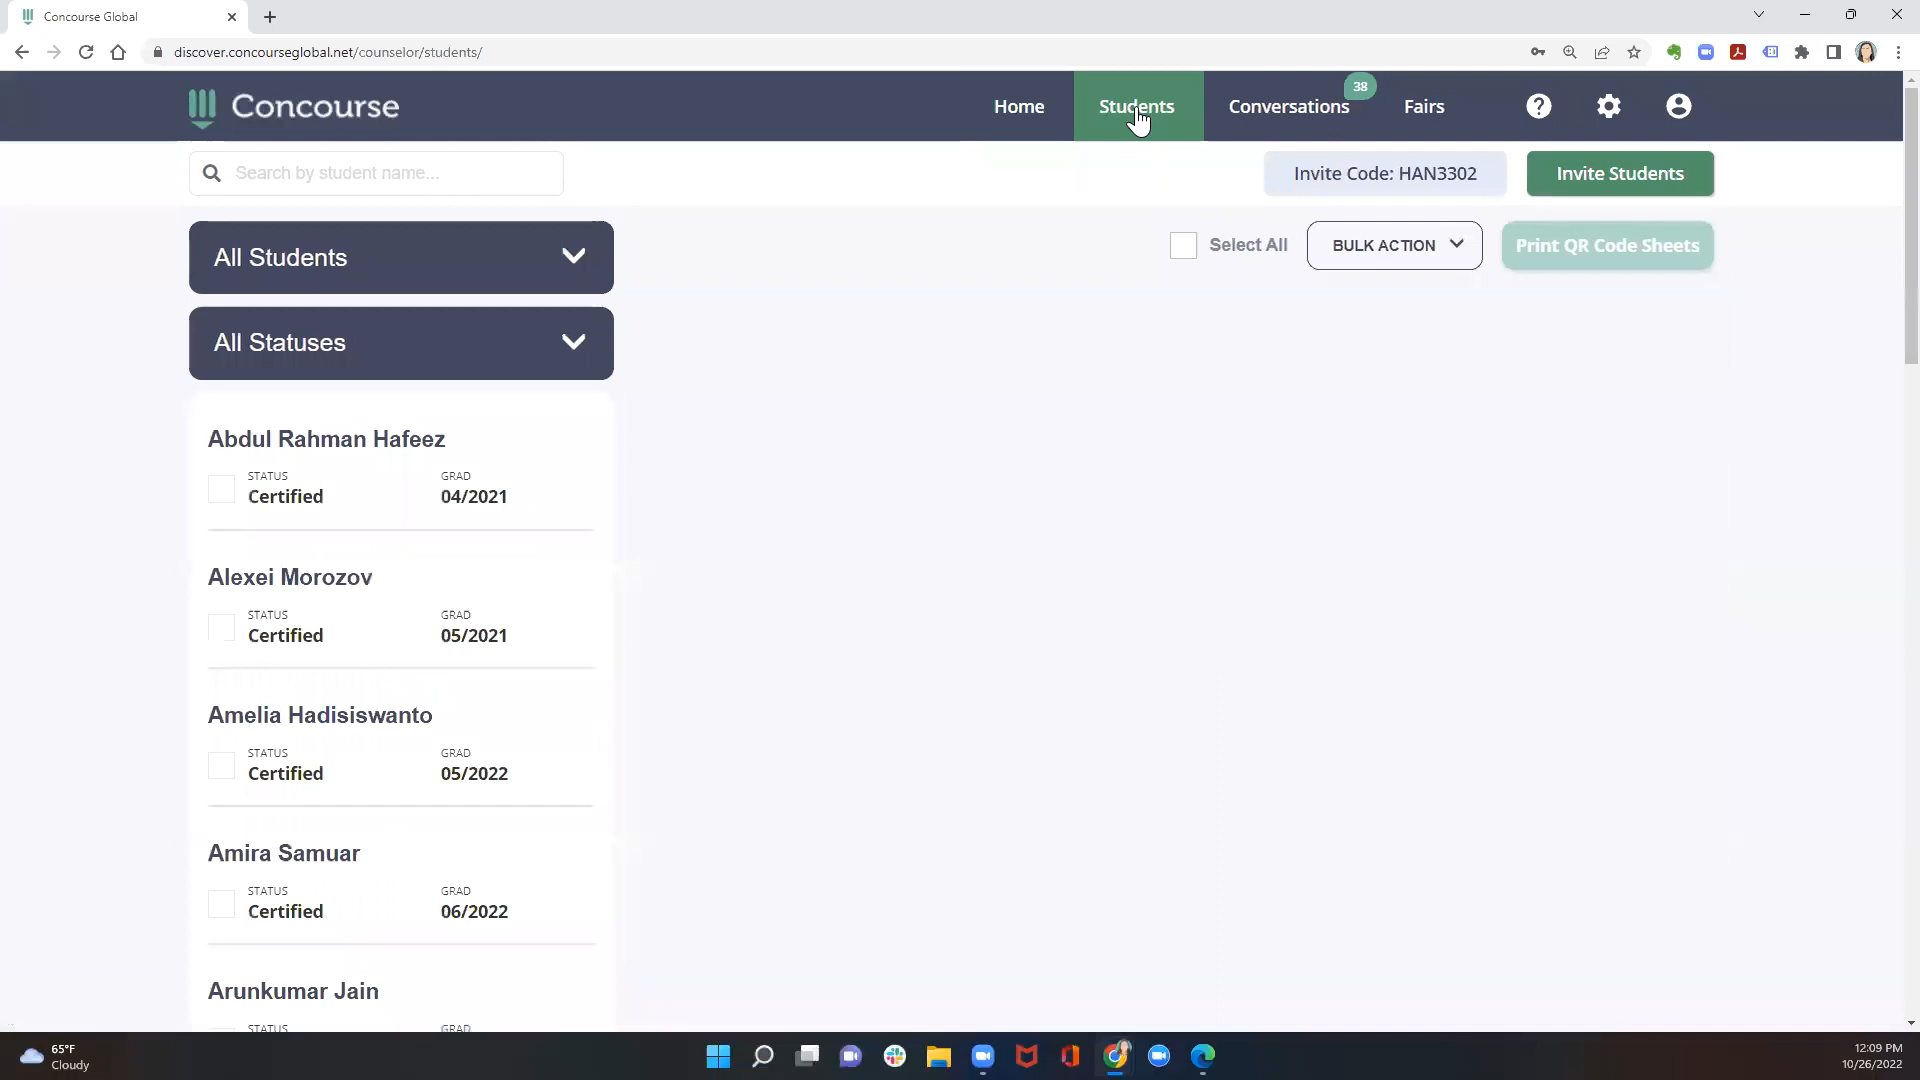 Concourse Global
discover.concourseglobal.net/counselor/students/
Concourse
Home
Students
Conversations
38
Fairs
Search by student name...
Invite Code: HAN3302
Invite Students
All Students
Select All
BULK ACTION
Print QR Code Sheets
All Statuses
Abdul Rahman Hafeez
STATUS GRAD
Certified 04/2021
Alexei Morozov
STATUS GRAD
Certified 05/2021
Amelia Hadisiswanto
STATUS GRAD
Certified 05/2022
Amira Samuar
STATUS GRAD
Certified 06/2022
Arunkumar Jain
STATUS GRAD
65°F
Cloudy
12:09 PM
10/26/2022